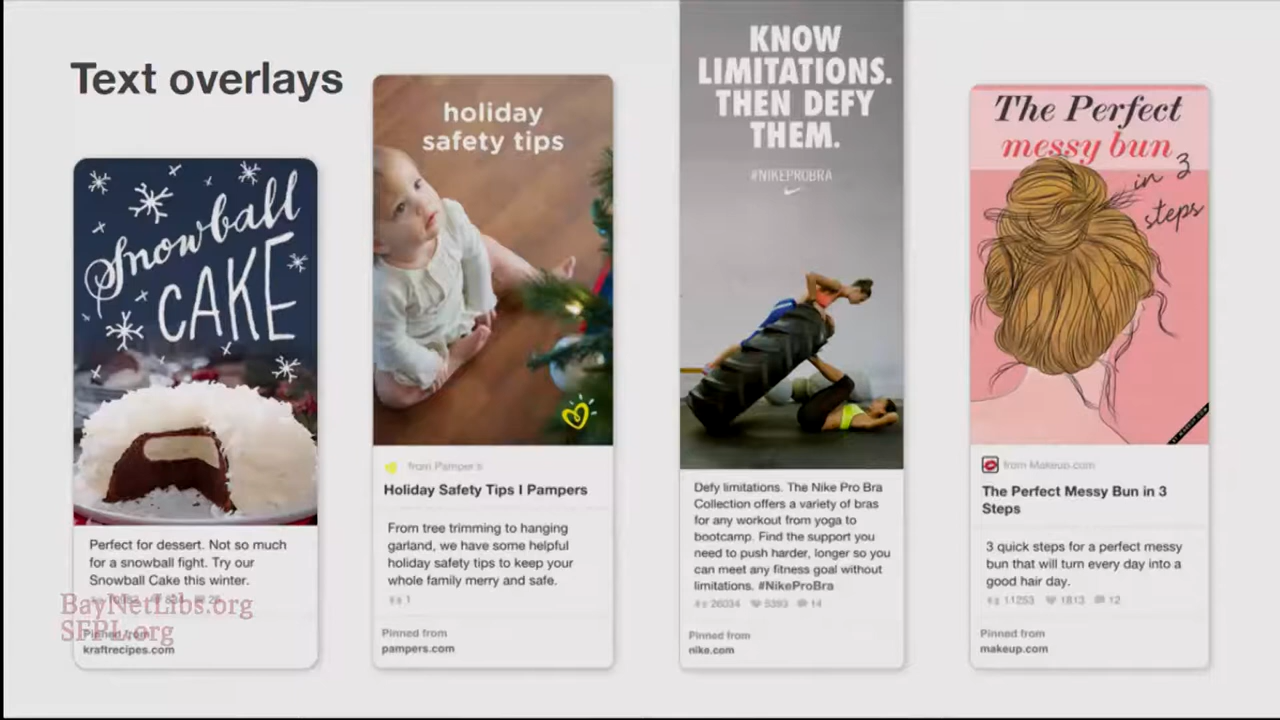 Text overlays
Snowball
CAKE
Perfect for dessert. Not so much
for a snowball fight. Try our
Snowball Cake this winter.
BayNetLibs.org
SFPL.org
Pinned from
kraftrecipes.com
holiday
safety tips
from Pampers
Holiday Safety Tips I Pampers
From tree trimming to hanging
garland, we have some helpful
holiday safety tips to keep your
whole family merry and safe.
1
Pinned from
pampers.com
KNOW
LIMITATIONS.
THEN DEFY
THEM.
#NIKEPROBRA
Defy limitations. The Nike Pro Bra
Collection offers a variety of bras
for any workout from yoga to
bootcamp. Find the support you
need to push harder, longer so you
can meet any fitness goal without
limitations. #NikeProBra
26034 5393 14
Pinned from
nike.com
The Perfect
messy bun
in 3
steps
from Makeup.com
The Perfect Messy Bun in 3
Steps
3 quick steps for a perfect messy
bun that will turn every day into a
good hair day.
11253 1813 12
Pinned from
makeup.com